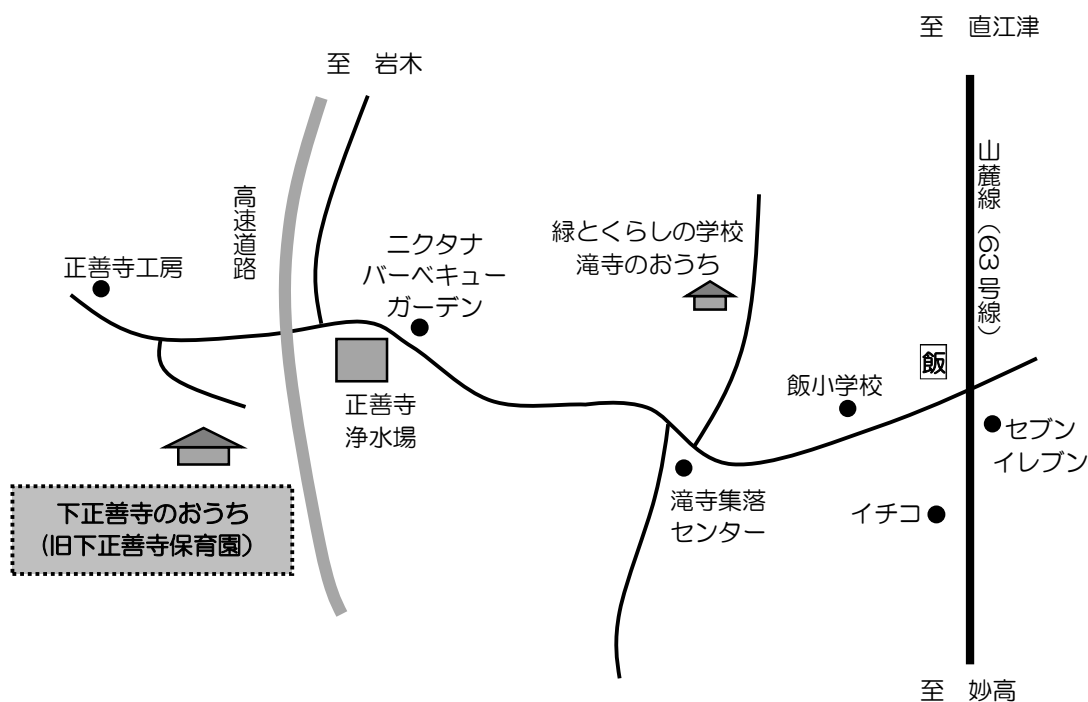 至　直江津
至　岩木
山麓線（63号線）
高速道路
緑とくらしの学校
滝寺のおうち
ニクタナ
バーベキュー
ガーデン
正善寺工房
飯
飯小学校
正善寺
浄水場
セブン
イレブン
滝寺集落
センター
イチコ
下正善寺のおうち
（旧下正善寺保育園）
至　妙高